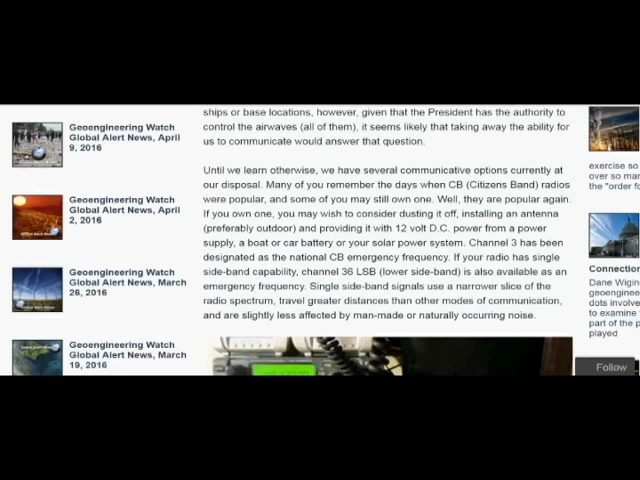 Geoengineering Watch
Global Alert News, April
9, 2016
Geoengineering Watch
Global Alert News, April
2, 2016
Geoengineering Watch
Global Alert News, March
26, 2016
Geoengineering Watch
Global Alert News, March
19, 2016
ships or base locations, however, given that the President has the authority to
control the airwaves (all of them), it seems likely that taking away the ability for
us to communicate would answer that question.
Until we learn otherwise, we have several communicative options currently at
our disposal. Many of you remember the days when CB (Citizens Band) radios
were popular, and some of you may still own one. Well, they are popular again.
If you own one, you may wish to consider dusting it off, installing an antenna
(preferably outdoor) and providing it with 12 volt D.C. power from a power
supply, a boat or car battery or your solar power system. Channel 3 has been
designated as the national CB emergency frequency. If your radio has single
side-band capability, channel 36 LSB (lower side-band) is also available as an
emergency frequency. Single side-band signals use a narrower slice of the
radio spectrum, travel greater distances than other modes of communication,
and are slightly less affected by man-made or naturally occurring noise.
exercise so
over so mar
the "order fo
Connection
Dane Wigin
geoengineer
dots involve
to examine
part of the p
played
Follow